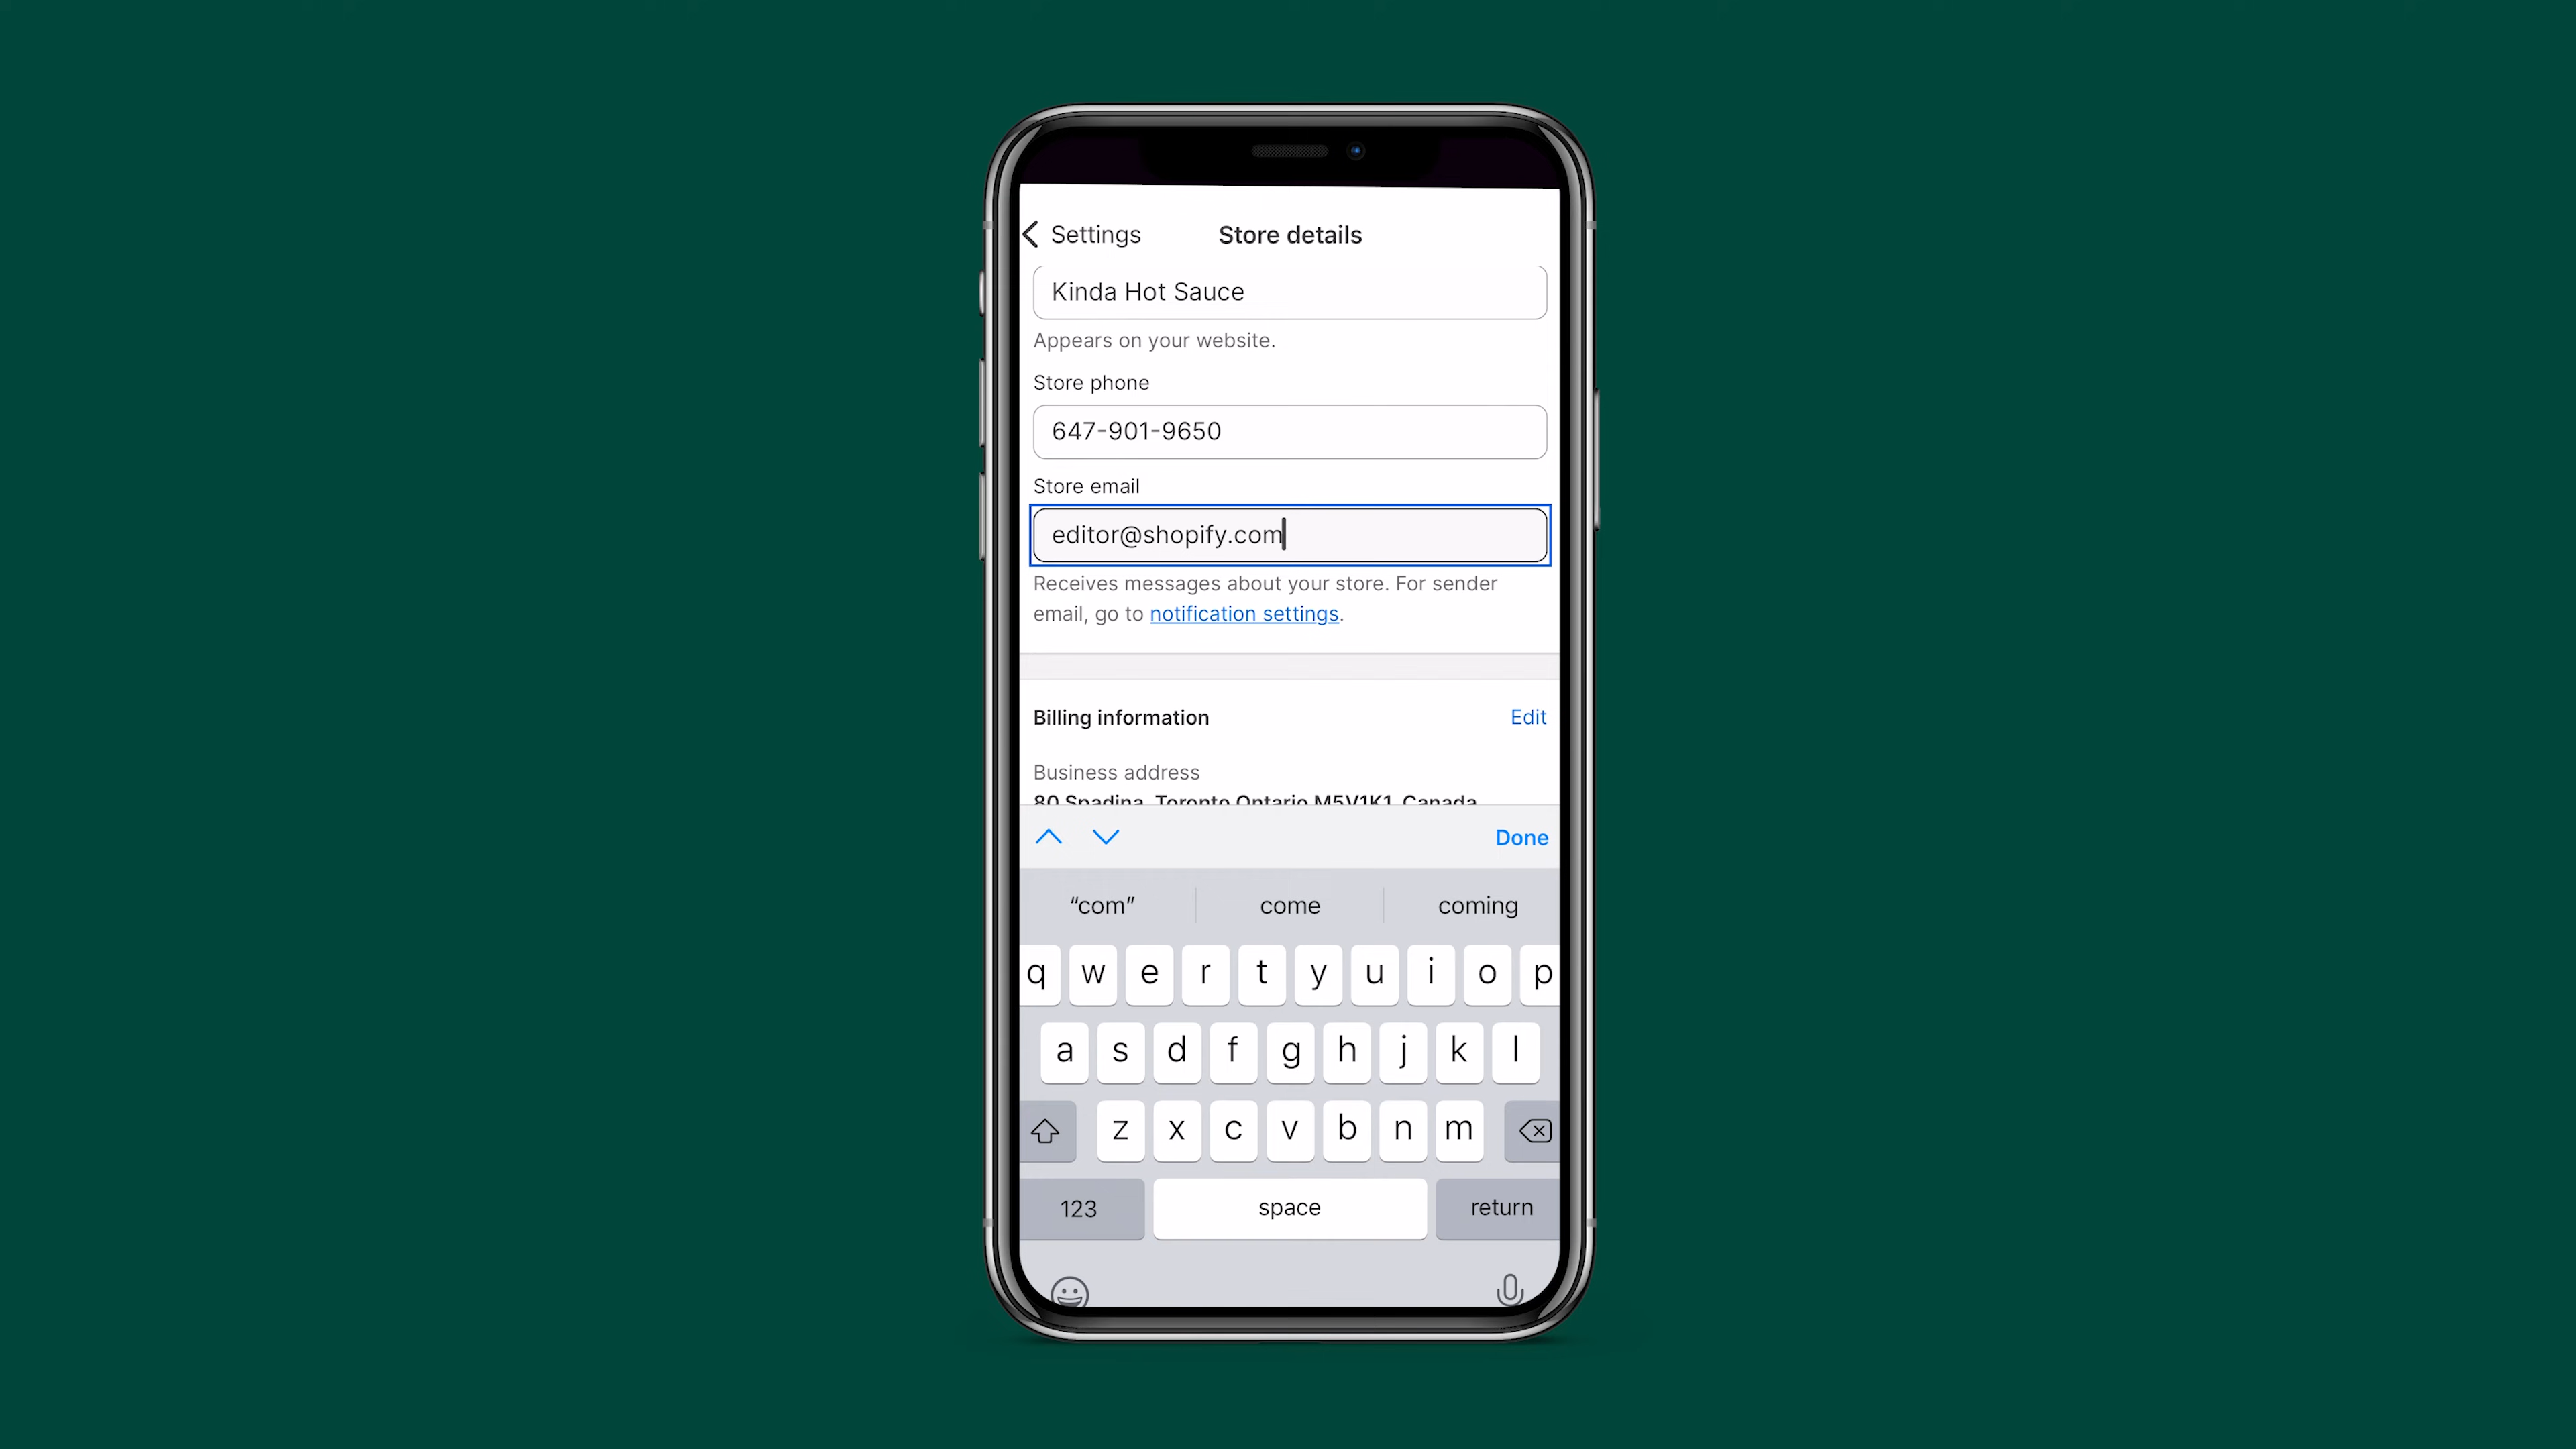 Settings
Store details
Kinda Hot Sauce
Appears on your website.
Store phone
647-901-9650
Store email
editor@shopify.com
Receives messages about your store. For sender
email, go to notification settings.
Billing information
Edit
Business address
80 Spadina, Toronto Ontario M5V1K1, Canada
Done
“com” come coming
q w e r t y u i o p
a s d f g h j k l
z x c v b n m
123 space return